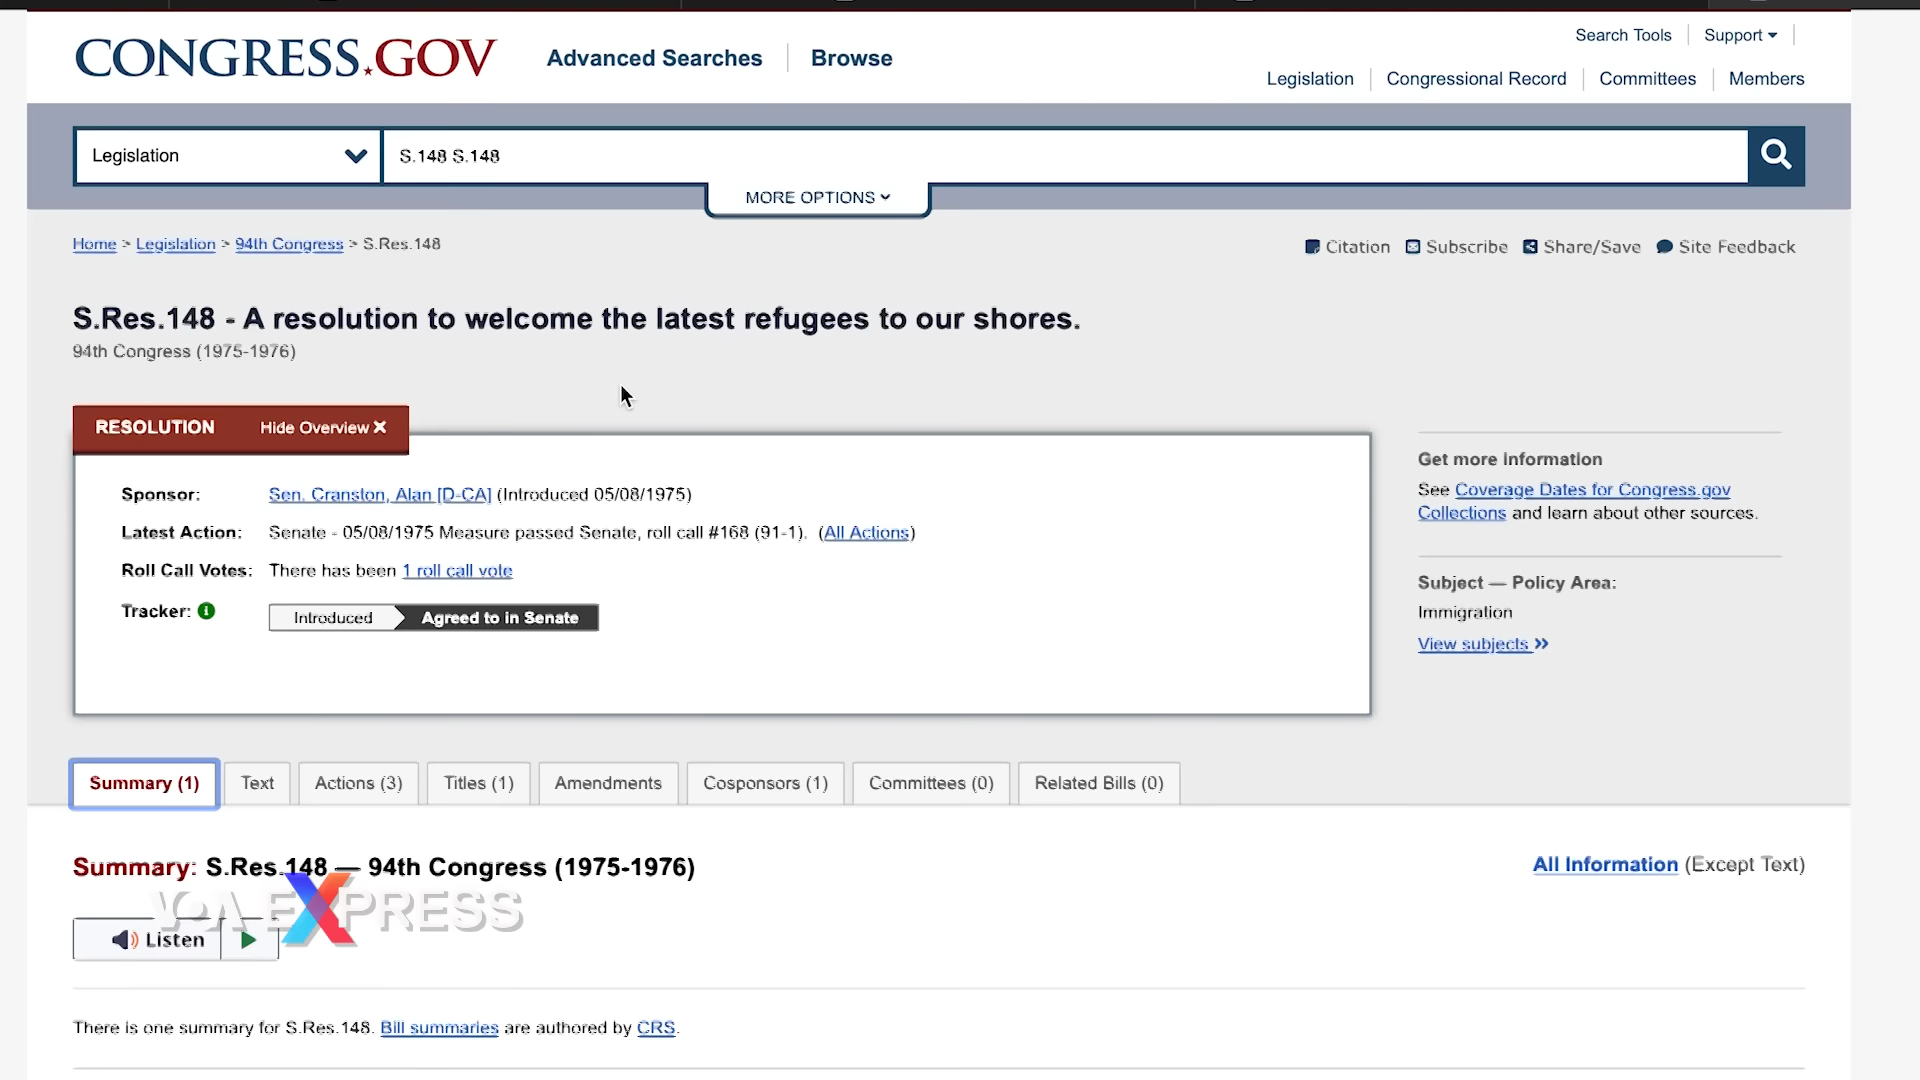 CONGRESS.GOV
Advanced Searches
Browse
Search Tools
Support
Legislation
Congressional Record
Committees
Members
Legislation
S.148 S.148
MORE OPTIONS
Home > Legislation > 94th Congress > S.Res.148
Citation
Subscribe
Share/Save
Site Feedback
S.Res.148 - A resolution to welcome the latest refugees to our shores.
94th Congress (1975-1976)
RESOLUTION
Hide Overview
Sponsor: Sen. Cranston, Alan [D-CA] (Introduced 05/08/1975)
Latest Action: Senate - 05/08/1975 Measure passed Senate, roll call #168 (91-1). (All Actions)
Roll Call Votes: There has been 1 roll call vote
Tracker:
Introduced
Agreed to in Senate
Get more information
See Coverage Dates for Congress.gov
Collections and learn about other sources.
Subject — Policy Area:
Immigration
View subjects
Summary (1)
Text
Actions (3)
Titles (1)
Amendments
Cosponsors (1)
Committees (0)
Related Bills (0)
Summary: S.Res.148 — 94th Congress (1975-1976)
All Information (Except Text)
VOA EXPRESS
Listen
There is one summary for S.Res.148. Bill summaries are authored by CRS.